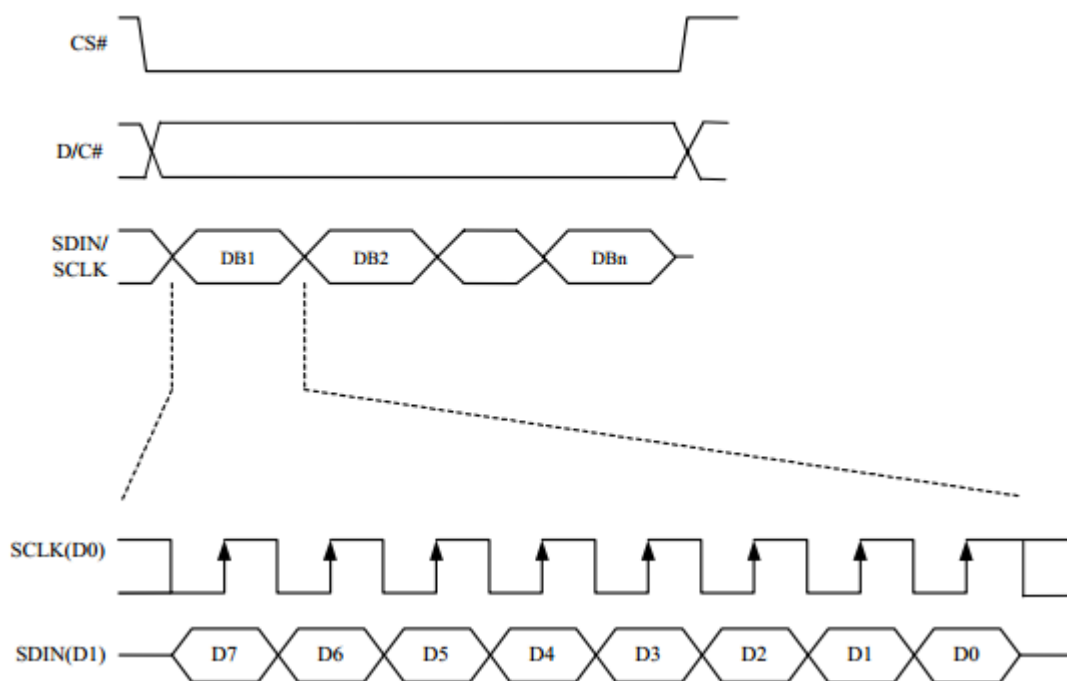 CS#
D/C#
SDIN/
SCLK
DB1 DB2 DBn
SCLK(D0)
SDIN(D1) D7 D6 D5 D4 D3 D2 D1 D0